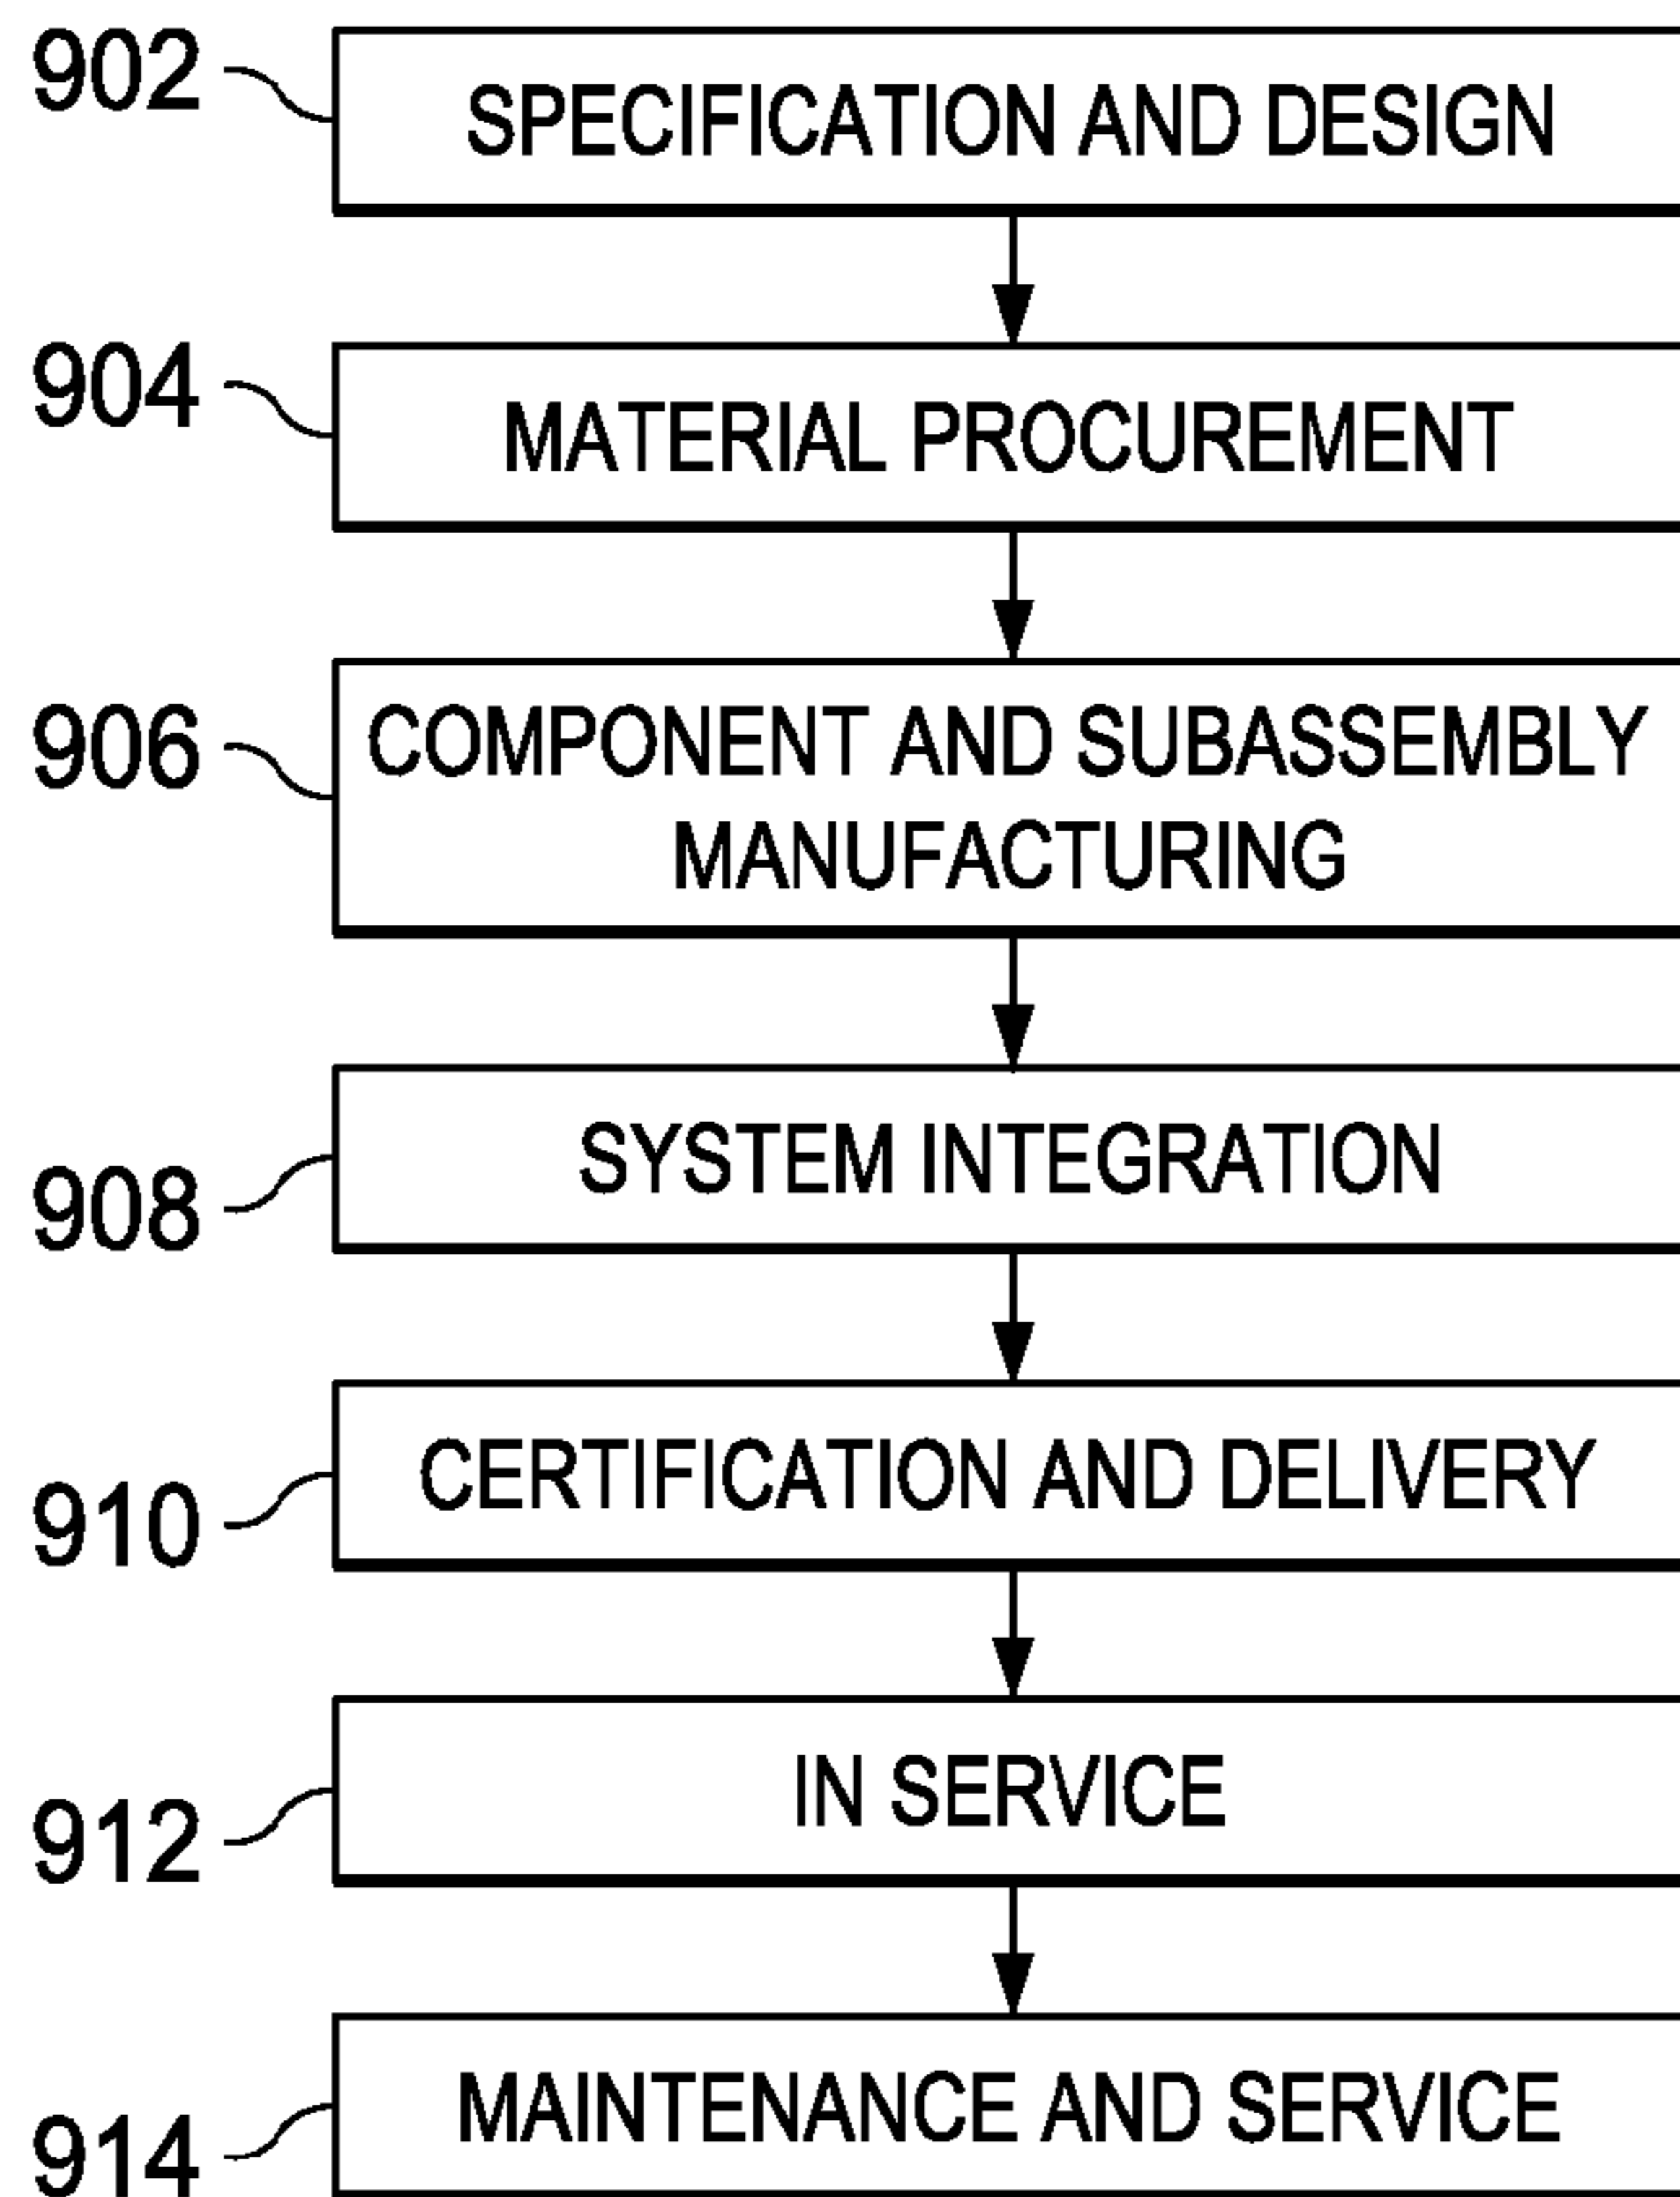 902
SPECIFICATION AND DESIGN
904
MATERIAL PROCUREMENT
906
COMPONENT AND SUBASSEMBLY
MANUFACTURING
908
SYSTEM INTEGRATION
910
CERTIFICATION AND DELIVERY
912
IN SERVICE
914
MAINTENANCE AND SERVICE